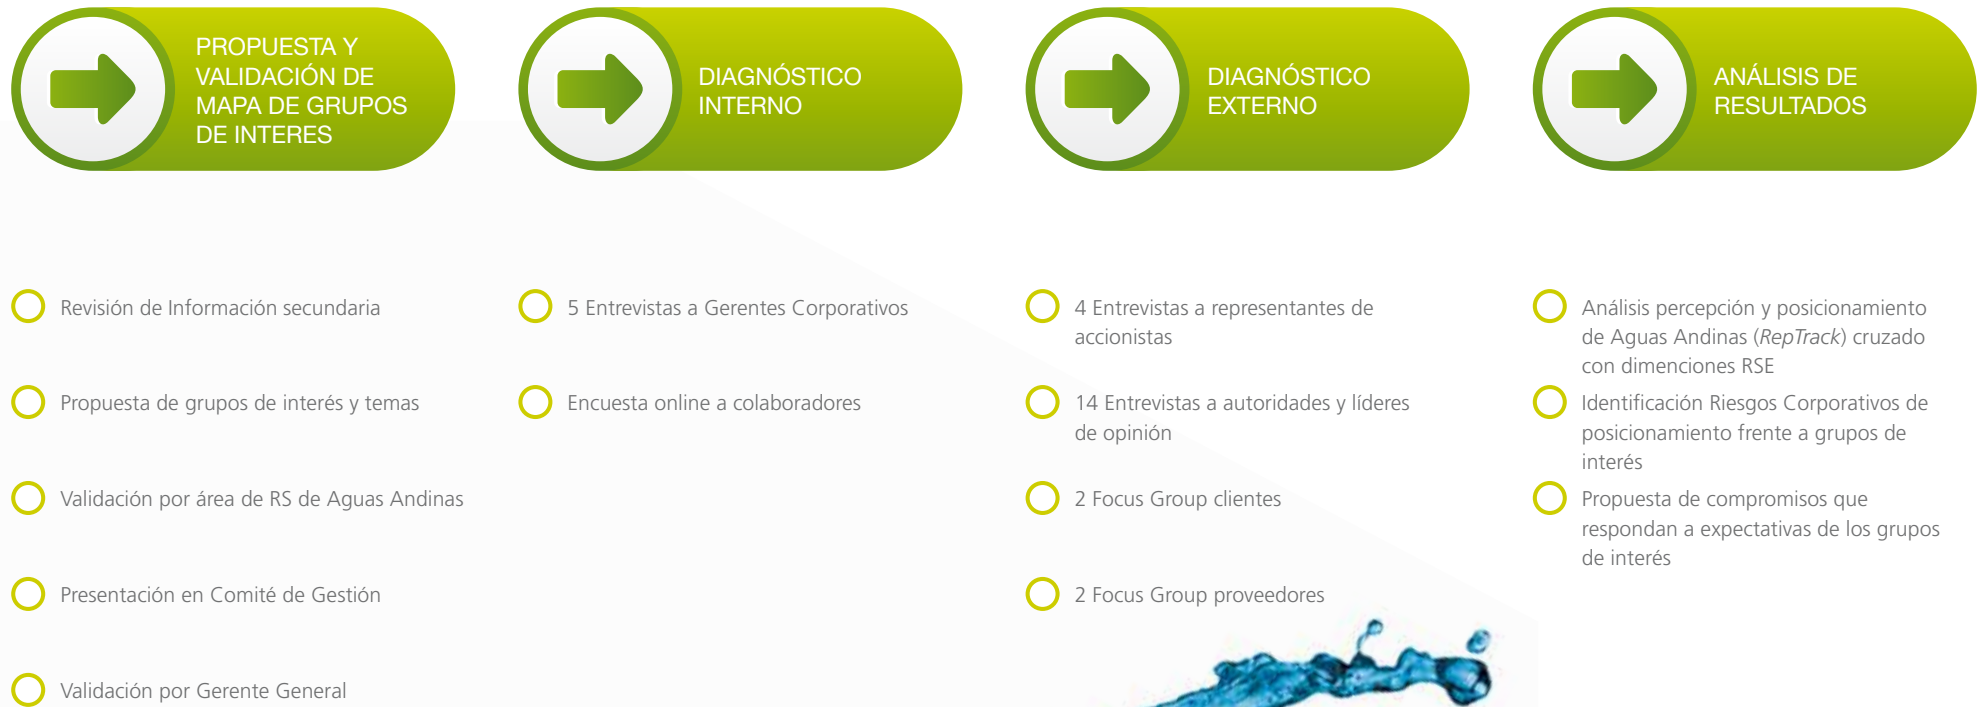 PROPUESTA Y
VALIDACIÓN DE
MAPA DE GRUPOS
DE INTERES
Revisión de Información secundaria
Propuesta de grupos de interés y temas
Validación por área de RS de Aguas Andinas
Presentación en Comité de Gestión
Validación por Gerente General
DIAGNÓSTICO
INTERNO
5 Entrevistas a Gerentes Corporativos
Encuesta online a colaboradores
DIAGNÓSTICO
EXTERNO
4 Entrevistas a representantes de
accionistas
14 Entrevistas a autoridades y líderes
de opinión
2 Focus Group clientes
2 Focus Group proveedores
ANÁLISIS DE
RESULTADOS
Análisis percepción y posicionamiento
de Aguas Andinas (RepTrack) cruzado
con dimenciones RSE
Identificación Riesgos Corporativos de
posicionamiento frente a grupos de
interés
Propuesta de compromisos que
respondan a expectativas de los grupos
de interés